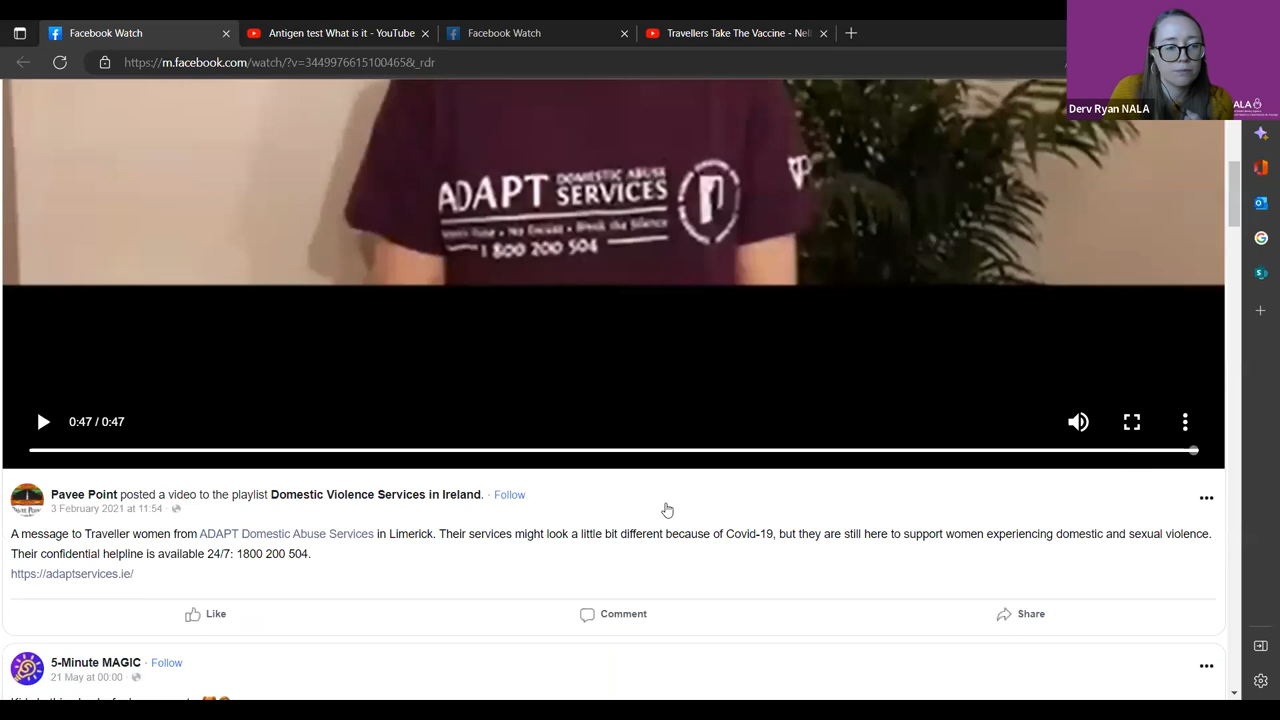 Facebook Watch
Antigen test What is it - YouTube
Facebook Watch
Travellers Take The Vaccine - Nel
https://m.facebook.com/watch/?v=3449976615100465&_rdr
Derv Ryan NALA
ALA
ADAPT DOMESTIC ABUSE SERVICES
1 800 200 504
0:47 / 0:47
Pavee Point posted a video to the playlist Domestic Violence Services in Ireland. · Follow
3 February 2021 at 11:54 ·
A message to Traveller women from ADAPT Domestic Abuse Services in Limerick. Their services might look a little bit different because of Covid-19, but they are still here to support women experiencing domestic and sexual violence.
Their confidential helpline is available 24/7: 1800 200 504.
https://adaptservices.ie/
Like
Comment
Share
5-Minute MAGIC · Follow
21 May at 00:00 ·